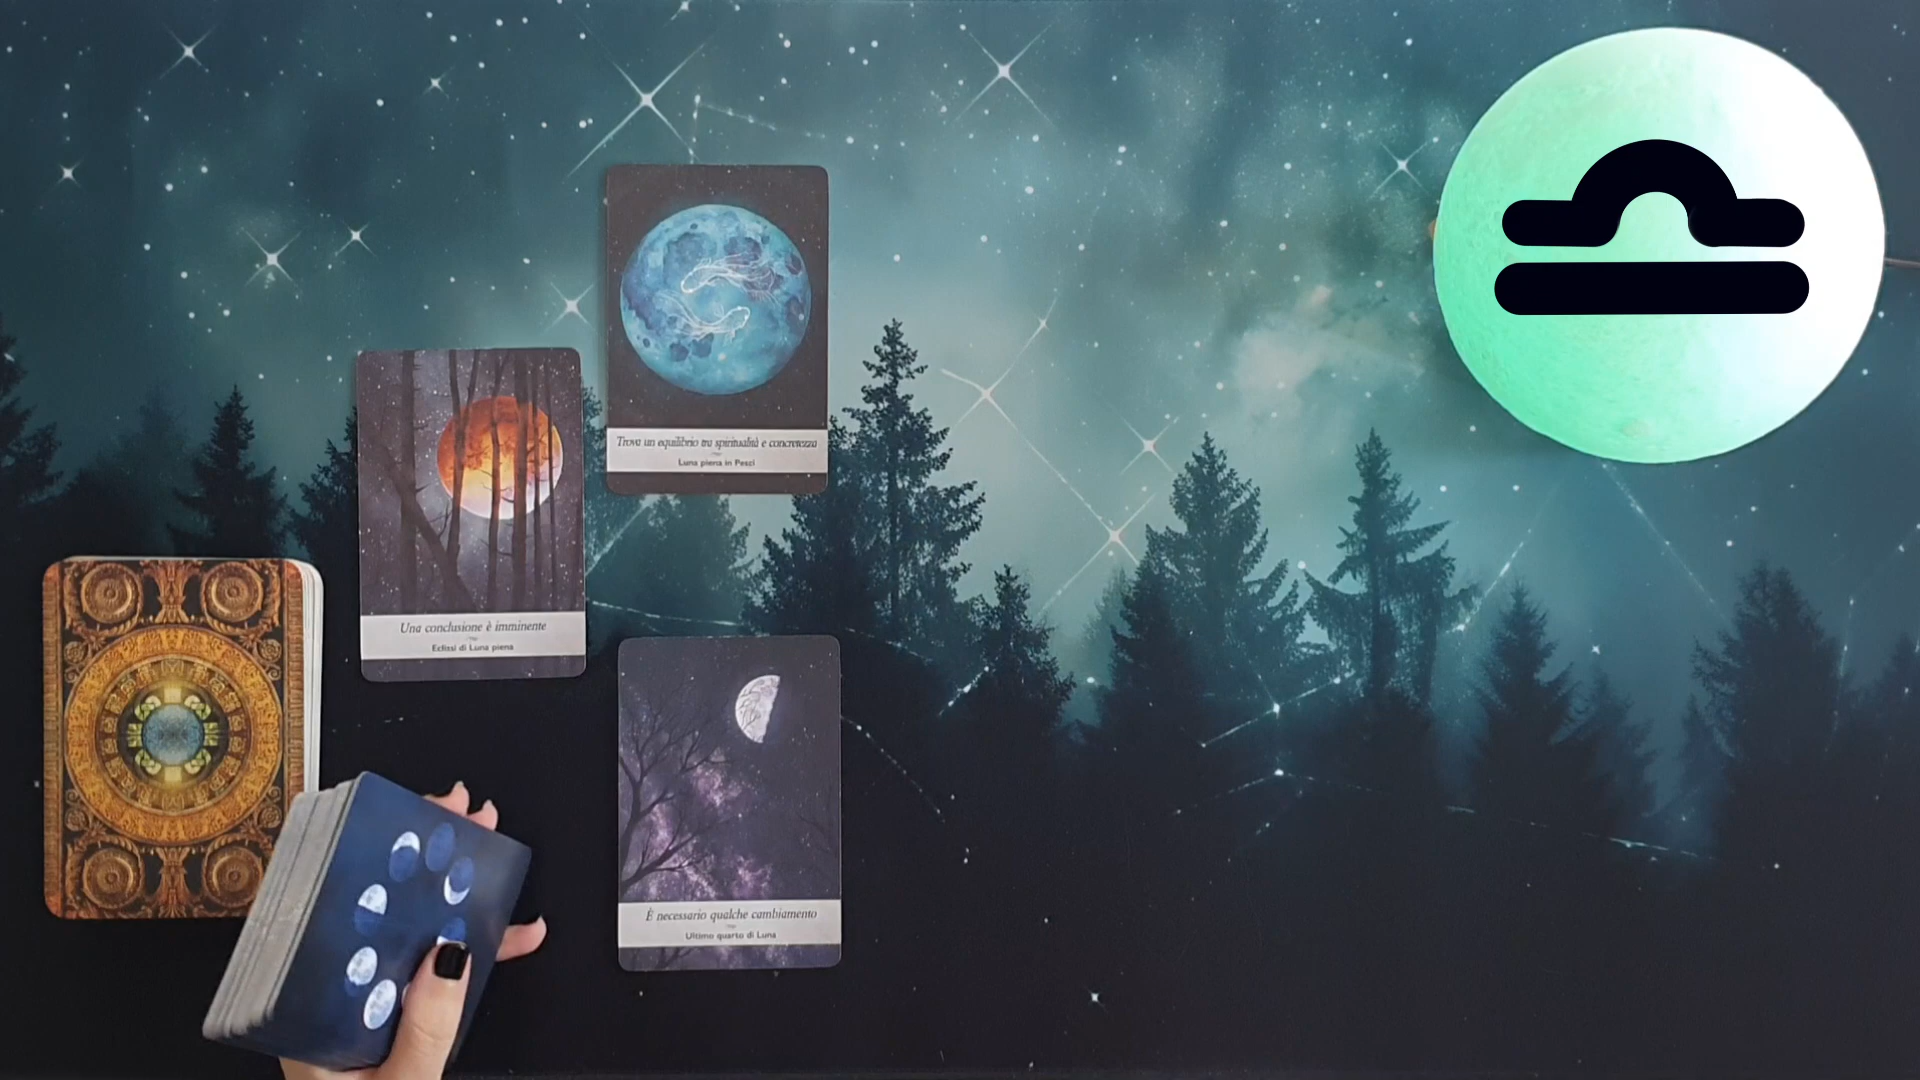 Trova un equilibrio tra spiritualità e concretezza
Luna piena in Pesci
Una conclusione è imminente
Eclissi di Luna piena
È necessario qualche cambiamento
Ultimo quarto di Luna